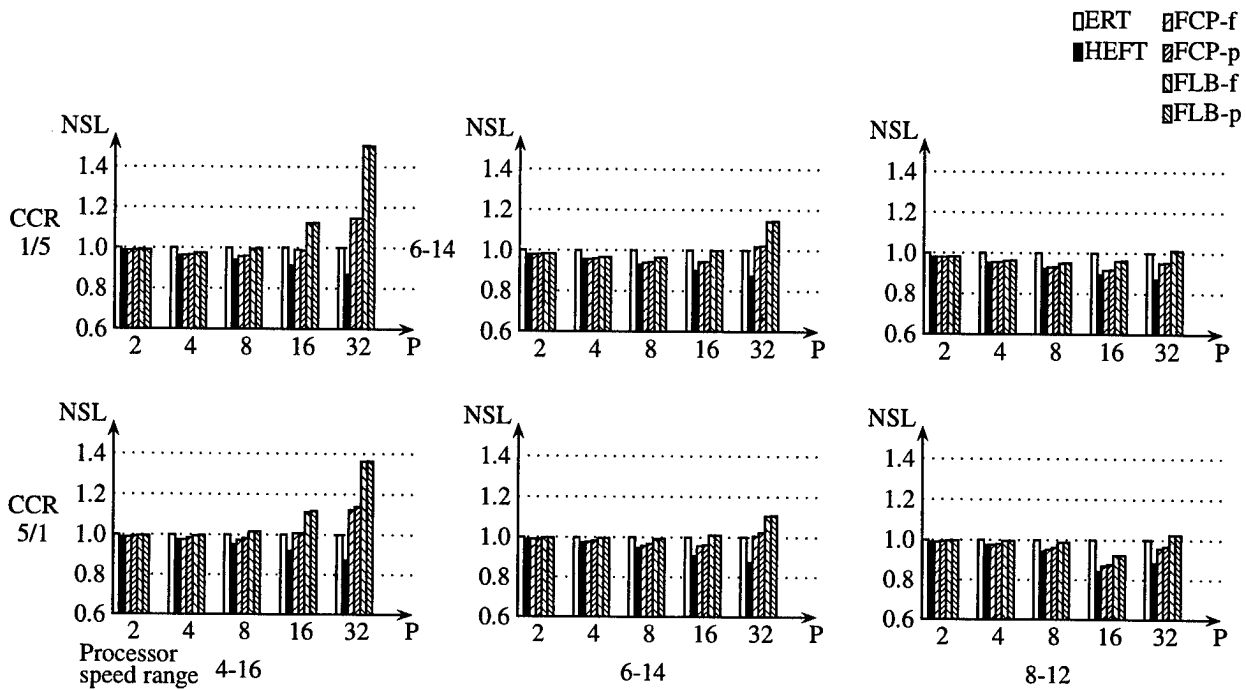 ERT FCP-f
HEFT FCP-p
FLB-f
FLB-p
NSL
1.4
1.2
CCR
1/5
1.0
0.8
0.6
2 4 8 16 32 P
6-14
NSL
1.4
1.2
1.0
0.8
0.6
2 4 8 16 32 P
NSL
1.4
1.2
1.0
0.8
0.6
2 4 8 16 32 P
NSL
1.4
1.2
CCR
5/1
1.0
0.8
0.6
2 4 8 16 32 P
NSL
1.4
1.2
1.0
0.8
0.6
2 4 8 16 32 P
NSL
1.4
1.2
1.0
0.8
0.6
2 4 8 16 32 P
Processor
speed range 4-16 6-14 8-12